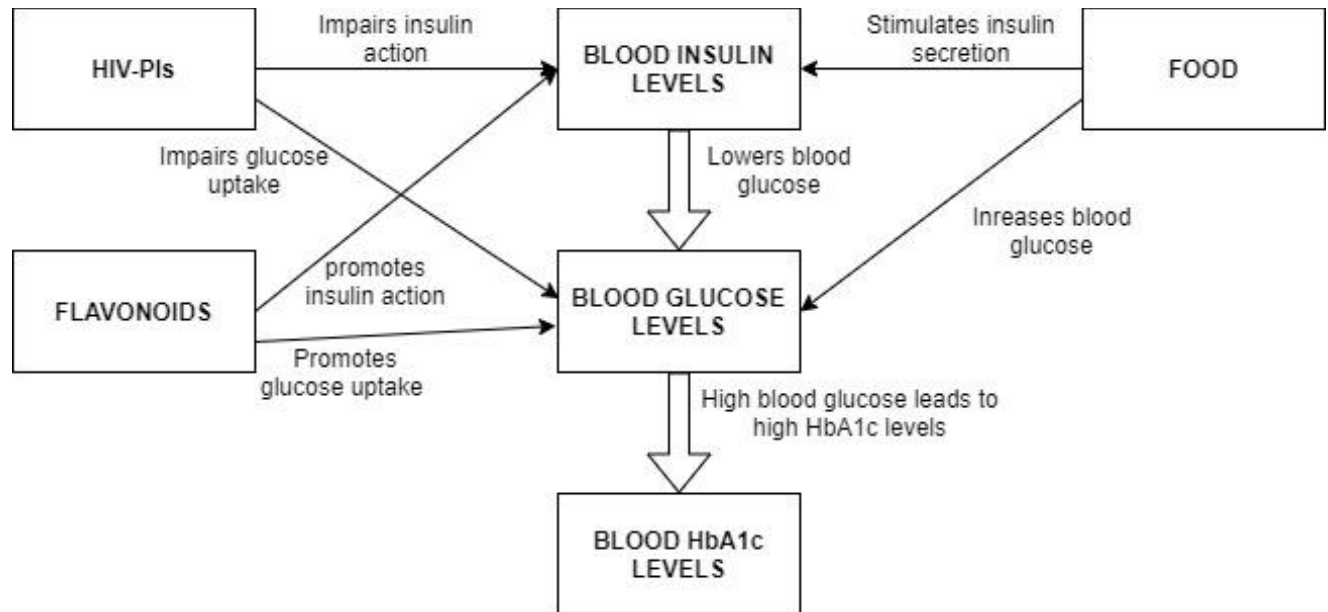 Impairs insulin
action
HIV-PIs
BLOOD INSULIN
LEVELS
Stimulates insulin
secretion
FOOD
Impairs glucose
uptake
Lowers blood
glucose
Inreases blood
glucose
FLAVONOIDS
promotes
insulin action
BLOOD GLUCOSE
LEVELS
Promotes
glucose uptake
High blood glucose leads to
high HbA1c levels
BLOOD HbA1c
LEVELS